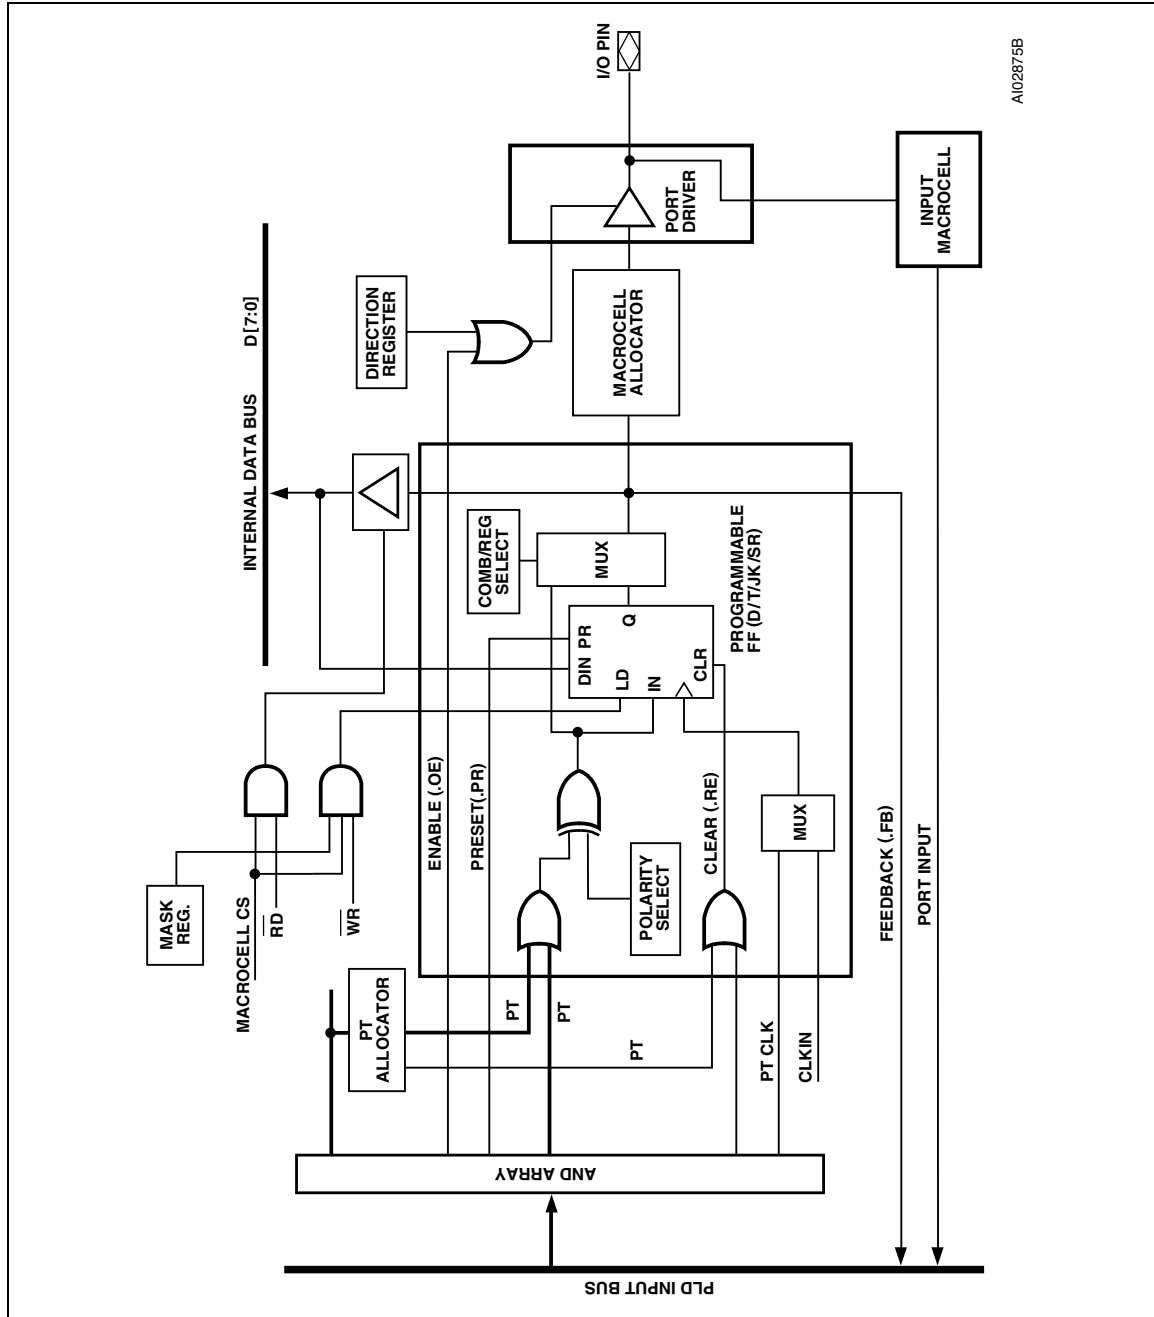 AI02875B
I/O PIN
PORT
DRIVER
INPUT
MACROCELL
INTERNAL DATA BUS D[7:0]
DIRECTION
REGISTER
MACROCELL
ALLOCATOR
COMB/REG
SELECT
MUX
PROGRAMMABLE
FF (D/T/JK/SR)
DIN PR
LD
IN
Q
CLR
ENABLE (.OE)
PRESET(.PR)
CLEAR (.RE)
MUX
POLARITY
SELECT
FEEDBACK (.FB)
PORT INPUT
MASK
REG.
MACROCELL CS
RD
WR
PT
ALLOCATOR
PT
PT
PT
PT CLK
CLKIN
AND ARRAY
PLD INPUT BUS